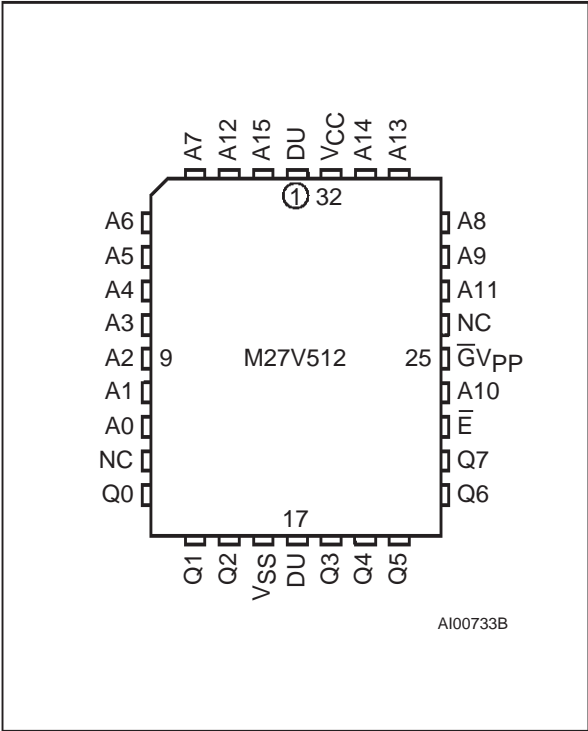 A7 A12 A15 DU VCC A14 A13
1 32
A6 A8
A5 A9
A4 A11
A3 NC
A2 9 M27V512 25 G̅VPP
A1 A10
A0 E̅
NC Q7
Q0 Q6
17
Q1 Q2 VSS DU Q3 Q4 Q5
AI00733B